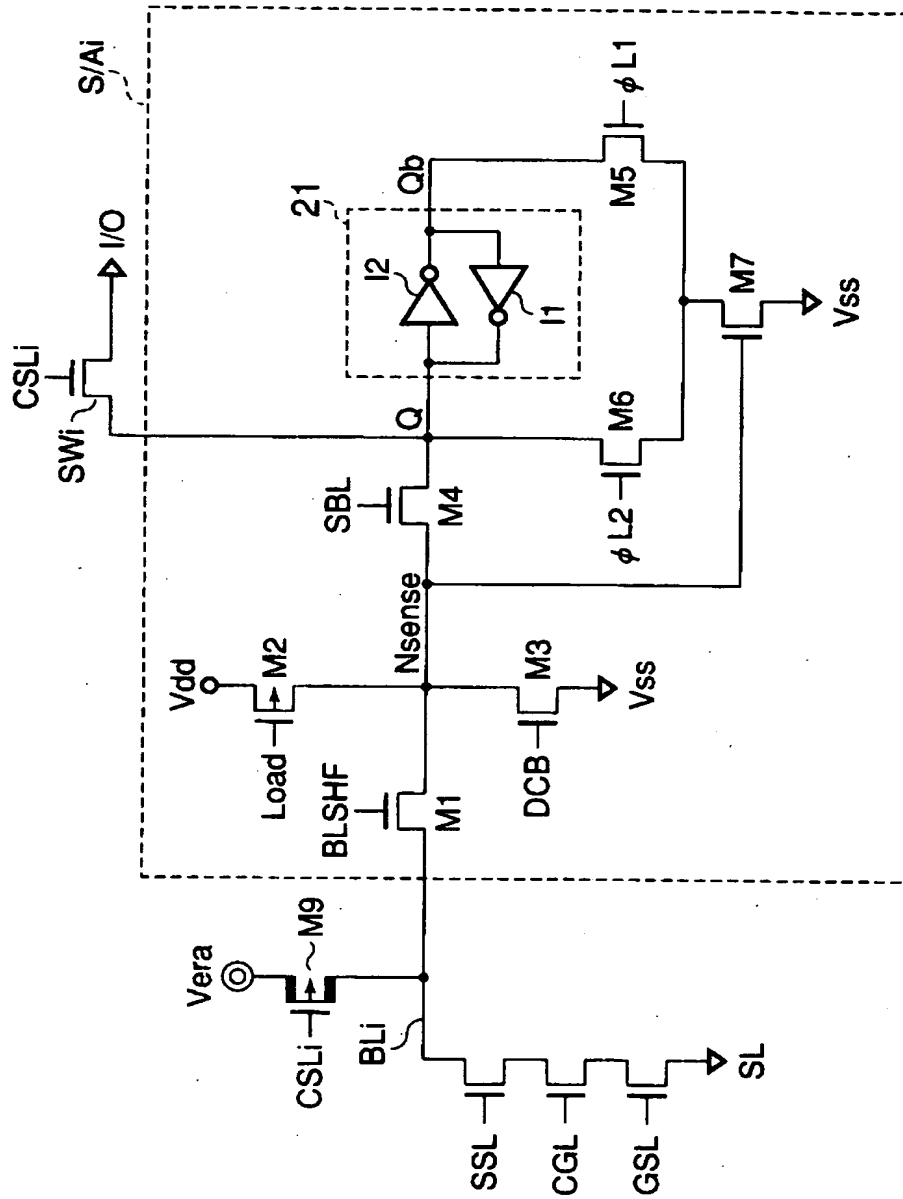 S/Ai
CSLi
SWi
I/O
21
I2
I1
Q
Qb
SBL
M4
Nsense
Vdd
Load
M2
BLSHF
M1
DCB
M3
Vss
φL2
M6
M5
φL1
M7
Vss
Vera
CSLi
M9
BLi
SSL
CGL
GSL
SL